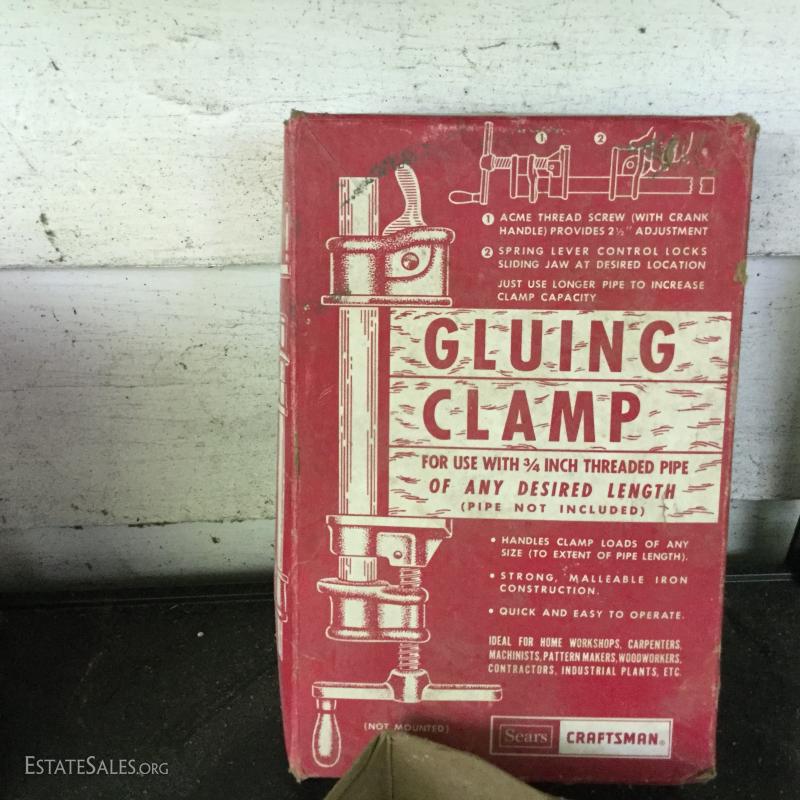 1 2
1 ACME THREAD SCREW (WITH CRANK
HANDLE) PROVIDES 2½" ADJUSTMENT
2 SPRING LEVER CONTROL LOCKS
SLIDING JAW AT DESIRED LOCATION
JUST USE LONGER PIPE TO INCREASE
CLAMP CAPACITY
GLUING
CLAMP
FOR USE WITH ¾ INCH THREADED PIPE
OF ANY DESIRED LENGTH
(PIPE NOT INCLUDED)
• HANDLES CLAMP LOADS OF ANY
SIZE (TO EXTENT OF PIPE LENGTH).
• STRONG, MALLEABLE IRON
CONSTRUCTION.
• QUICK AND EASY TO OPERATE.
IDEAL FOR HOME WORKSHOPS, CARPENTERS,
MACHINISTS, PATTERN MAKERS, WOODWORKERS,
CONTRACTORS, INDUSTRIAL PLANTS, ETC.
(NOT MOUNTED)
Sears CRAFTSMAN®
ESTATESALES.ORG